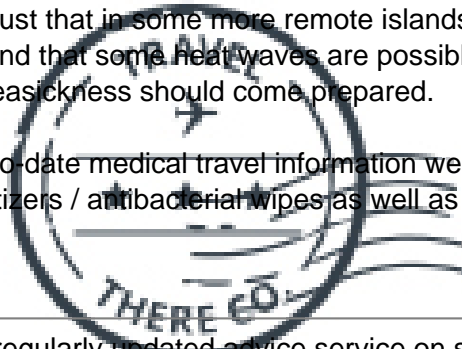 ust that in some more remote islands
nd that some heat waves are possibl
easickness should come prepared.
o-date medical travel information we
tizers / antibacterial wipes as well as
TRAVEL
THERE CO.
regularly updated advice service on s